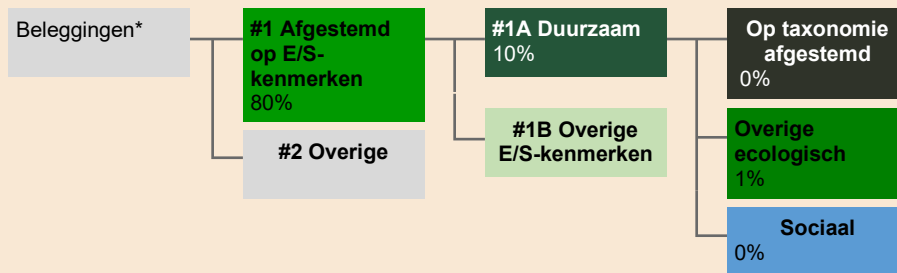 Beleggingen*
#1 Afgestemd
op E/S-
kenmerken
80%
#2 Overige
#1A Duurzaam
10%
#1B Overige
E/S-kenmerken
Op taxonomie
afgestemd
0%
Overige
ecologisch
1%
Sociaal
0%